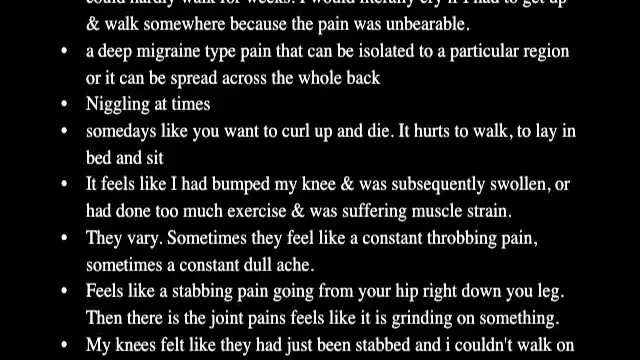 could hardly walk for weeks. I would literally cry if I had to get up
& walk somewhere because the pain was unbearable.
• a deep migraine type pain that can be isolated to a particular region
or it can be spread across the whole back
• Niggling at times
• somedays like you want to curl up and die. It hurts to walk, to lay in
bed and sit
• It feels like I had bumped my knee & was subsequently swollen, or
had done too much exercise & was suffering muscle strain.
• They vary. Sometimes they feel like a constant throbbing pain,
sometimes a constant dull ache.
• Feels like a stabbing pain going from your hip right down you leg.
Then there is the joint pains feels like it is grinding on something.
• My knees felt like they had just been stabbed and i couldn't walk on